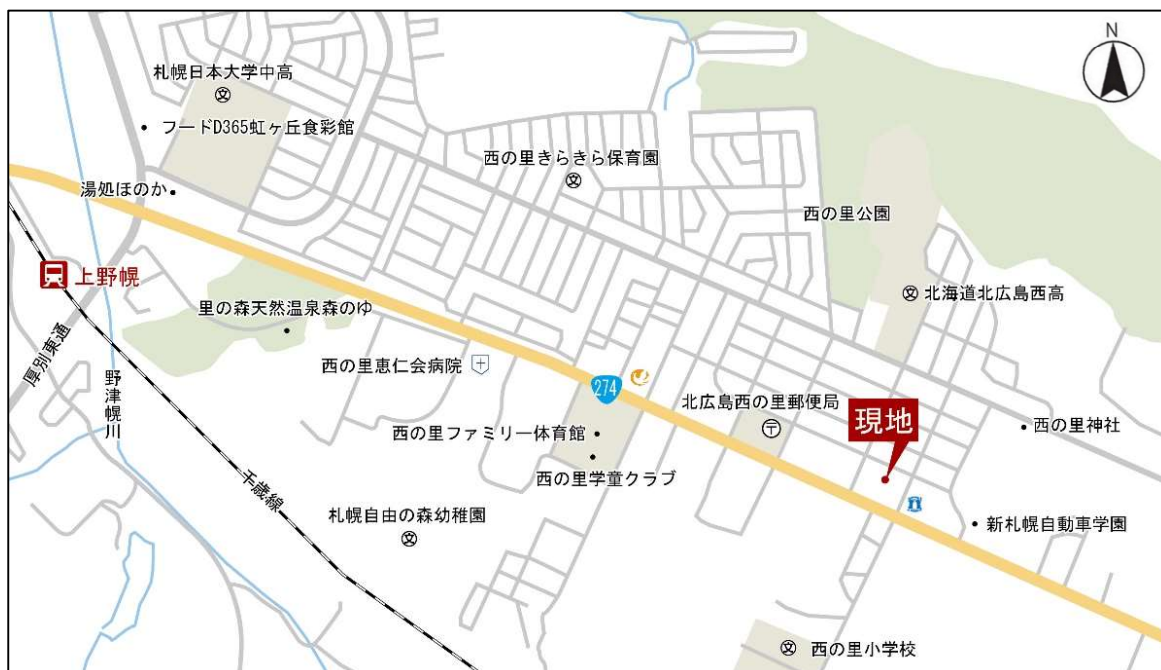 N
札幌日本大学中高
フードD365虹ヶ丘食彩館
西の里きらきら保育園
湯処ほのか
西の里公園
上野幌
北海道北広島西高
里の森天然温泉森のゆ
厚別東通
野津幌川
西の里恵仁会病院
274
北広島西の里郵便局
現地
西の里ファミリー体育館
西の里神社
西の里学童クラブ
千歳線
札幌自由の森幼稚園
新札幌自動車学園
西の里小学校